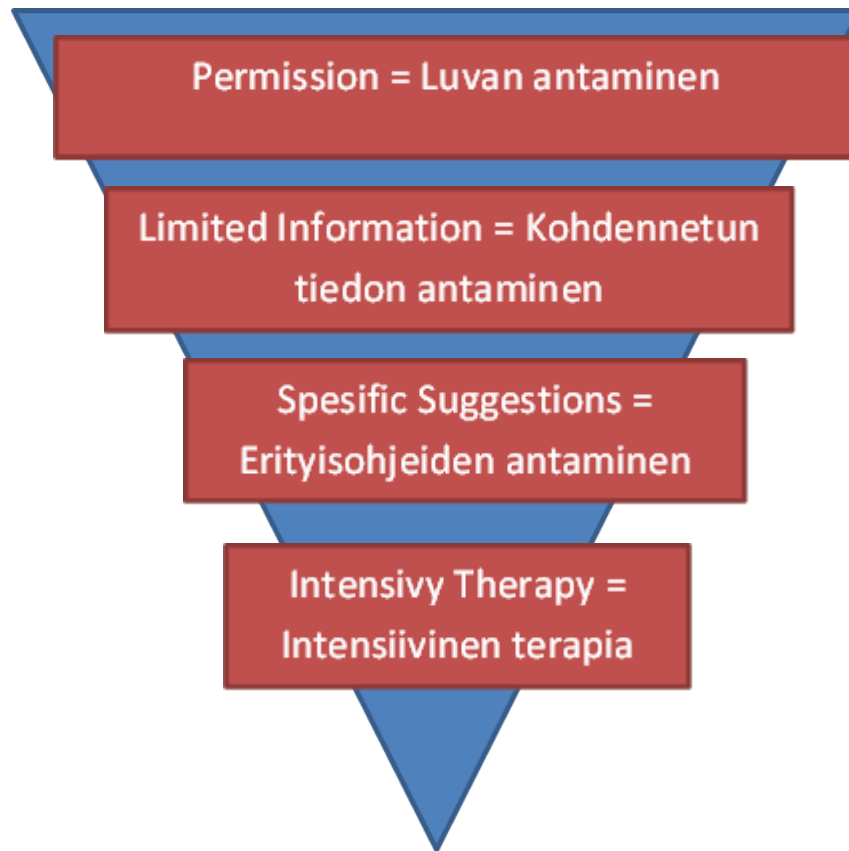 Permission = Luvan antaminen
Limited Information = Kohdennetun
tiedon antaminen
Spesific Suggestions =
Erityisohjeiden antaminen
Intensivy Therapy =
Intensiivinen terapia